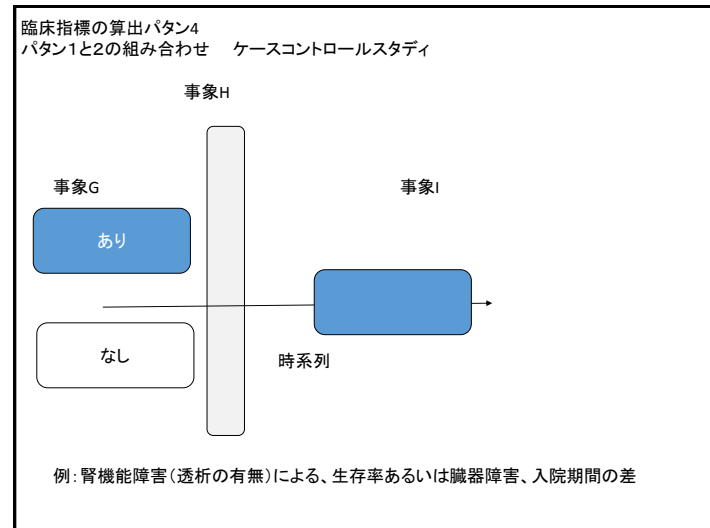 臨床指標の算出パタン4
パタン1と2の組み合わせ ケースコントロールスタディ
事象H
事象G
事象I
あり
なし
時系列
例:腎機能障害(透析の有無)による、生存率あるいは臓器障害、入院期間の差